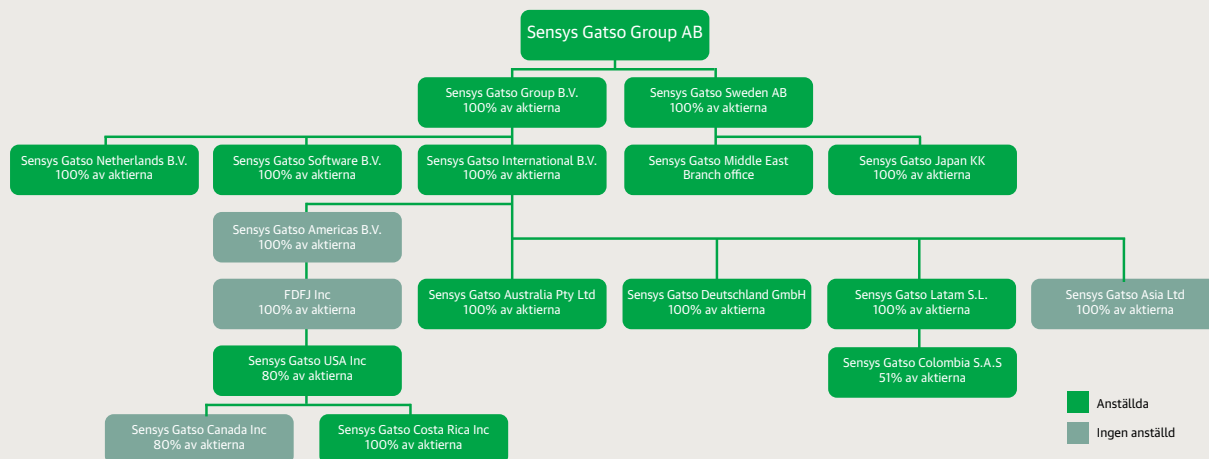 Sensys Gatso Group AB
Sensys Gatso Group B.V.
100% av aktierna
Sensys Gatso Sweden AB
100% av aktierna
Sensys Gatso Netherlands B.V.
100% av aktierna
Sensys Gatso Software B.V.
100% av aktierna
Sensys Gatso International B.V.
100% av aktierna
Sensys Gatso Middle East
Branch office
Sensys Gatso Japan KK
100% av aktierna
Sensys Gatso Americas B.V.
100% av aktierna
FDFJ Inc
100% av aktierna
Sensys Gatso Australia Pty Ltd
100% av aktierna
Sensys Gatso Deutschland GmbH
100% av aktierna
Sensys Gatso Latam S.L.
100% av aktierna
Sensys Gatso Asia Ltd
100% av aktierna
Sensys Gatso USA Inc
80% av aktierna
Sensys Gatso Colombia S.A.S
51% av aktierna
Sensys Gatso Canada Inc
80% av aktierna
Sensys Gatso Costa Rica Inc
100% av aktierna
Anställda
Ingen anställd